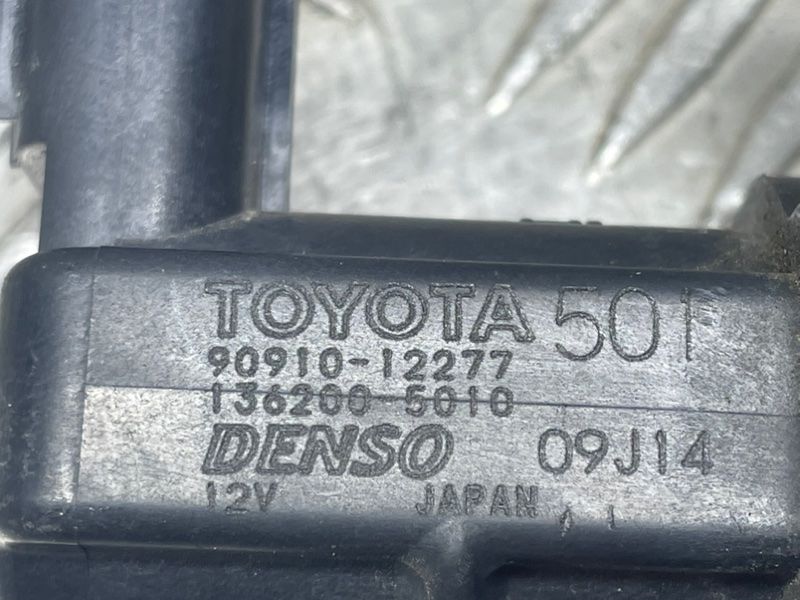 TOYOTA 501
90910-12277
136200-5010
DENSO 09J14
12V JAPAN